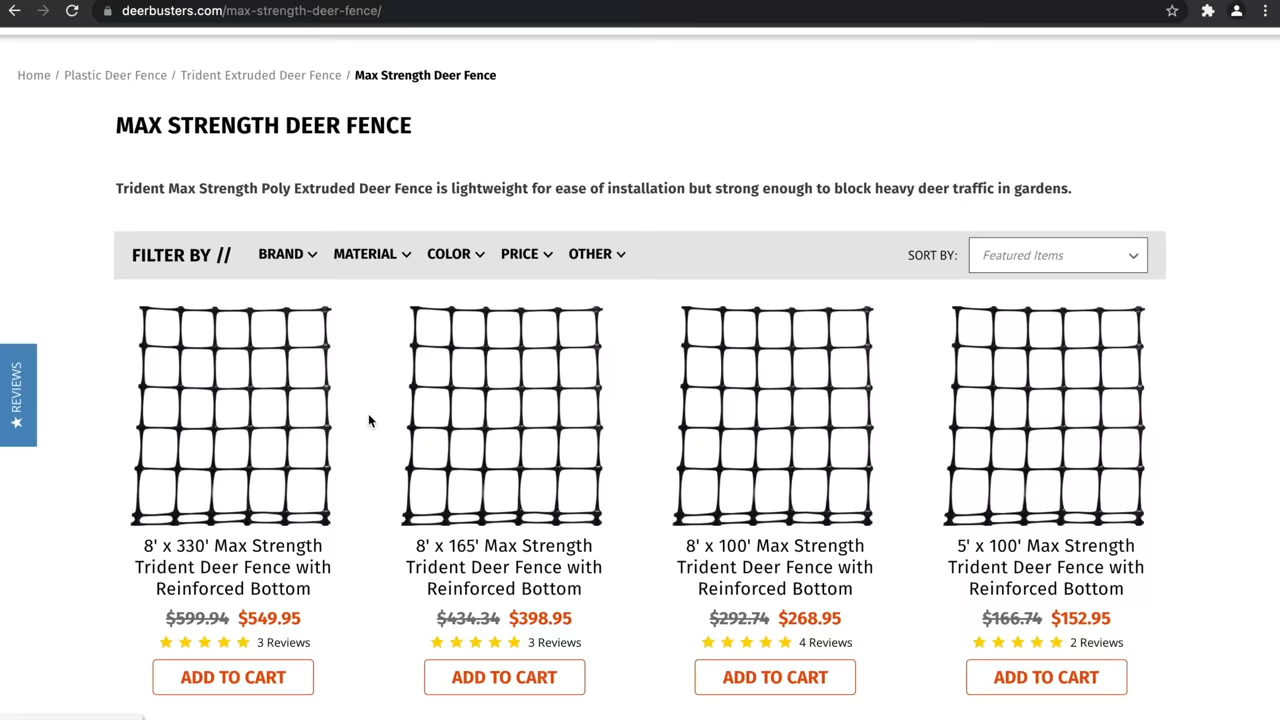 deerbusters.com/max-strength-deer-fence/
Home / Plastic Deer Fence / Trident Extruded Deer Fence / Max Strength Deer Fence
MAX STRENGTH DEER FENCE
Trident Max Strength Poly Extruded Deer Fence is lightweight for ease of installation but strong enough to block heavy deer traffic in gardens.
FILTER BY // BRAND MATERIAL COLOR PRICE OTHER SORT BY: Featured Items
★ REVIEWS
8' x 330' Max Strength
Trident Deer Fence with
Reinforced Bottom
$599.94 $549.95
3 Reviews
ADD TO CART
8' x 165' Max Strength
Trident Deer Fence with
Reinforced Bottom
$434.34 $398.95
3 Reviews
ADD TO CART
8' x 100' Max Strength
Trident Deer Fence with
Reinforced Bottom
$292.74 $268.95
4 Reviews
ADD TO CART
5' x 100' Max Strength
Trident Deer Fence with
Reinforced Bottom
$166.74 $152.95
2 Reviews
ADD TO CART